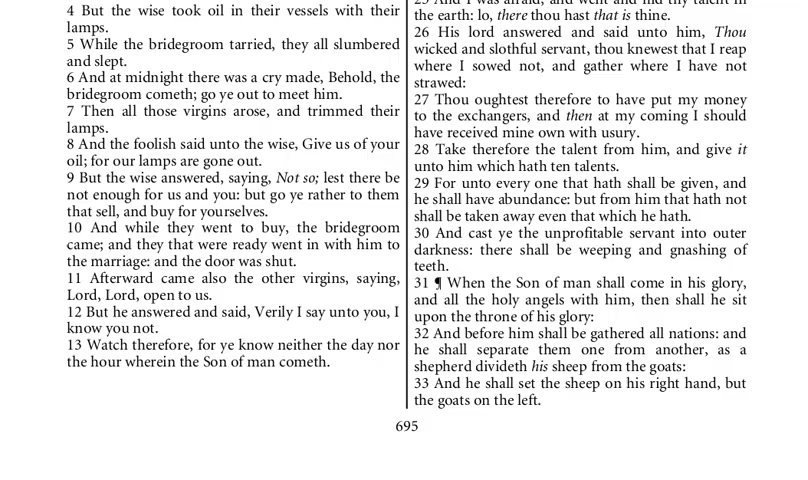 4 But the wise took oil in their vessels with their
lamps.
5 While the bridegroom tarried, they all slumbered
and slept.
6 And at midnight there was a cry made, Behold, the
bridegroom cometh; go ye out to meet him.
7 Then all those virgins arose, and trimmed their
lamps.
8 And the foolish said unto the wise, Give us of your
oil; for our lamps are gone out.
9 But the wise answered, saying, Not so; lest there be
not enough for us and you: but go ye rather to them
that sell, and buy for yourselves.
10 And while they went to buy, the bridegroom
came; and they that were ready went in with him to
the marriage: and the door was shut.
11 Afterward came also the other virgins, saying,
Lord, Lord, open to us.
12 But he answered and said, Verily I say unto you, I
know you not.
13 Watch therefore, for ye know neither the day nor
the hour wherein the Son of man cometh.
25 And I was afraid, and went and hid thy talent in
the earth: lo, there thou hast that is thine.
26 His lord answered and said unto him, Thou
wicked and slothful servant, thou knewest that I reap
where I sowed not, and gather where I have not
strawed:
27 Thou oughtest therefore to have put my money
to the exchangers, and then at my coming I should
have received mine own with usury.
28 Take therefore the talent from him, and give it
unto him which hath ten talents.
29 For unto every one that hath shall be given, and
he shall have abundance: but from him that hath not
shall be taken away even that which he hath.
30 And cast ye the unprofitable servant into outer
darkness: there shall be weeping and gnashing of
teeth.
31 ¶ When the Son of man shall come in his glory,
and all the holy angels with him, then shall he sit
upon the throne of his glory:
32 And before him shall be gathered all nations: and
he shall separate them one from another, as a
shepherd divideth his sheep from the goats:
33 And he shall set the sheep on his right hand, but
the goats on the left.
695